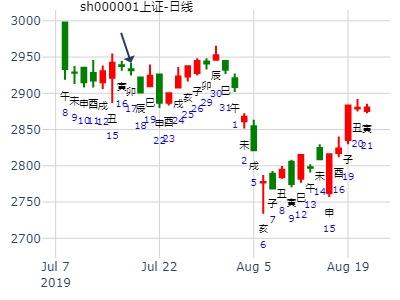 sh000001上证-日线
3000
2950
2900
2850
2800
2750
2700
午 8
未 9
申 10
酉 11
戌 12
丑 15
寅 16
卯 17
辰 18
巳 19
申 22
酉 23
戌 24
亥 25
子 26
卯 29
辰 30
巳 31
午 1
未 2
戌 5
亥 6
子 7
丑 8
寅 9
巳 12
午 13
未 14
申 15
酉 16
子 19
丑 20
寅 21
Jul 7 Jul 22 Aug 5 Aug 19
2019